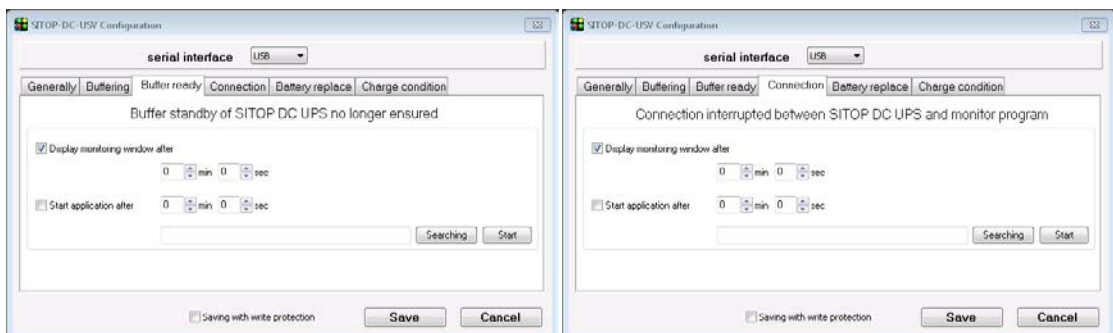 SITOP-DC-USV Configuration
serial interface USB
Generally Buffering Buffer ready Connection Battery replace Charge condition
Buffer standby of SITOP DC UPS no longer ensured
Display monitoring window after
0 min 0 sec
Start application after 0 min 0 sec
Searching Start
Saving with write protection Save Cancel
SITOP-DC-USV Configuration
serial interface USB
Generally Buffering Buffer ready Connection Battery replace Charge condition
Connection interrupted between SITOP DC UPS and monitor program
Display monitoring window after
0 min 0 sec
Start application after 0 min 0 sec
Searching Start
Saving with write protection Save Cancel